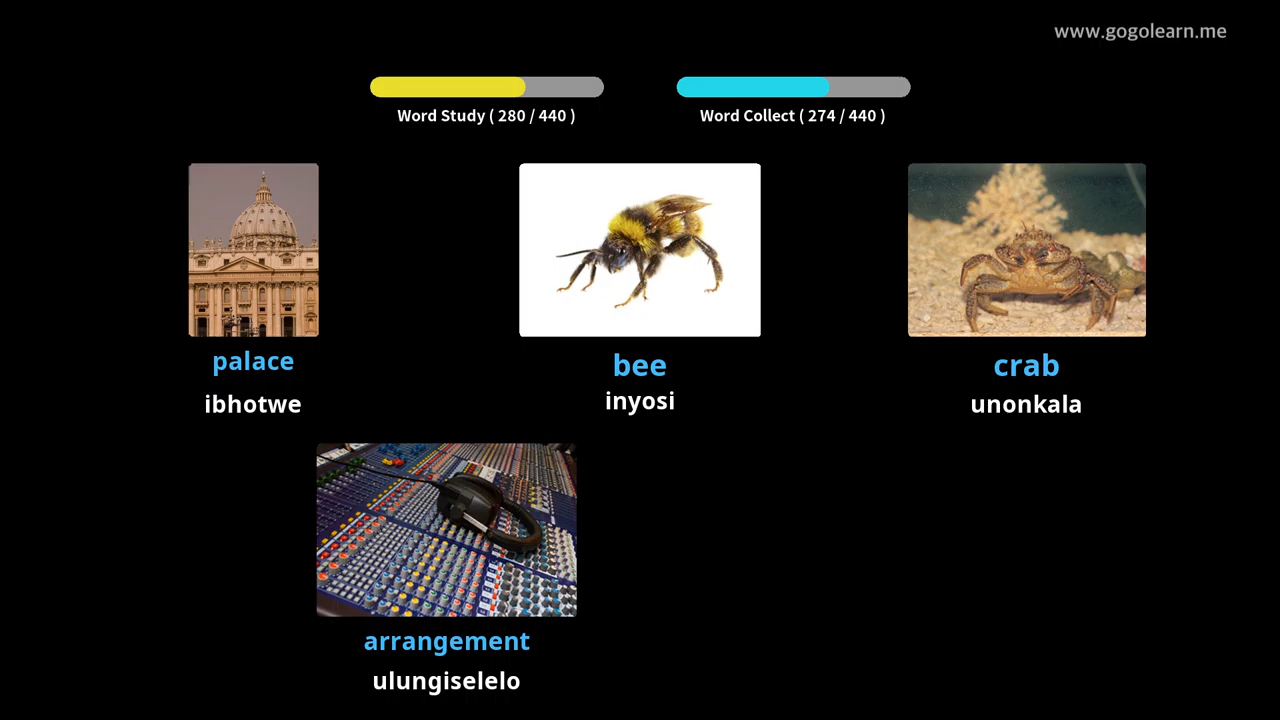 www.gogolearn.me
Word Study ( 280 / 440 )
Word Collect ( 274 / 440 )
palace
ibhotwe
bee
inyosi
crab
unonkala
arrangement
ulungiselelo